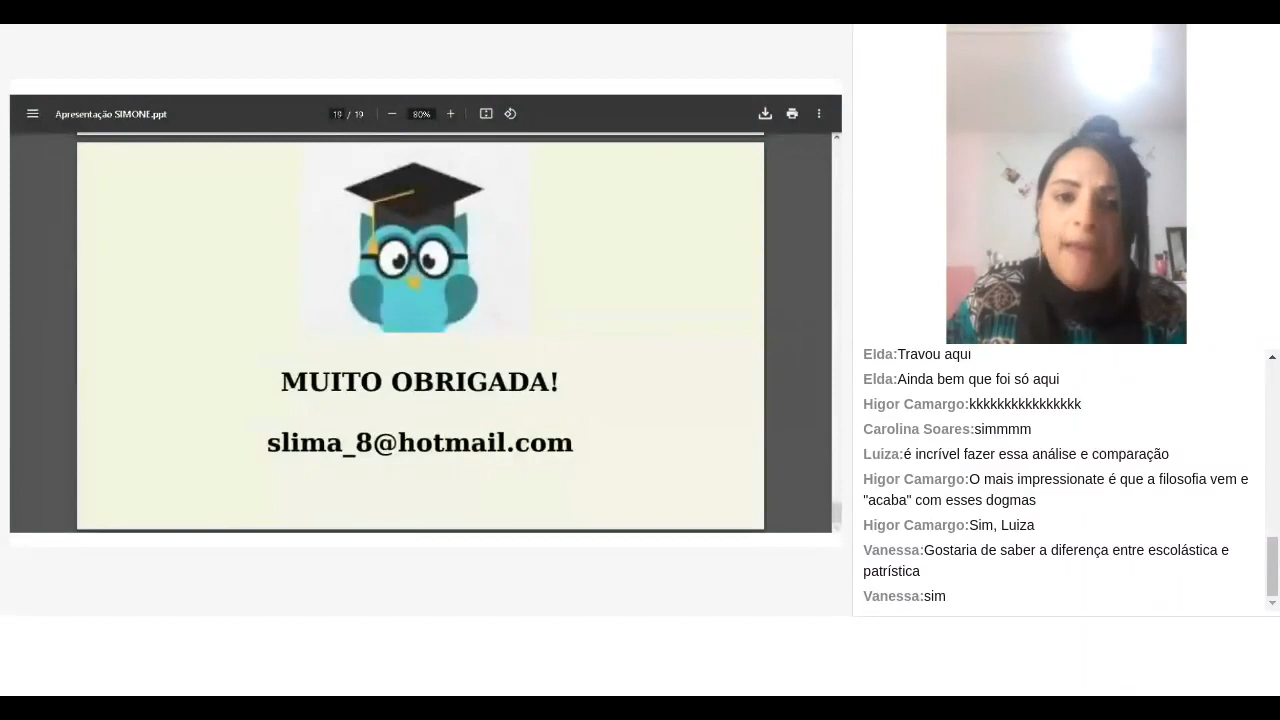 Apresentação SIMONE.ppt
19 / 19
80%
MUITO OBRIGADA!
slima_8@hotmail.com
Elda:Travou aqui
Elda:Ainda bem que foi só aqui
Higor Camargo:kkkkkkkkkkkkkkkk
Carolina Soares:simmmm
Luiza:é incrível fazer essa análise e comparação
Higor Camargo:O mais impressionate é que a filosofia vem e
"acaba" com esses dogmas
Higor Camargo:Sim, Luiza
Vanessa:Gostaria de saber a diferença entre escolástica e
patrística
Vanessa:sim